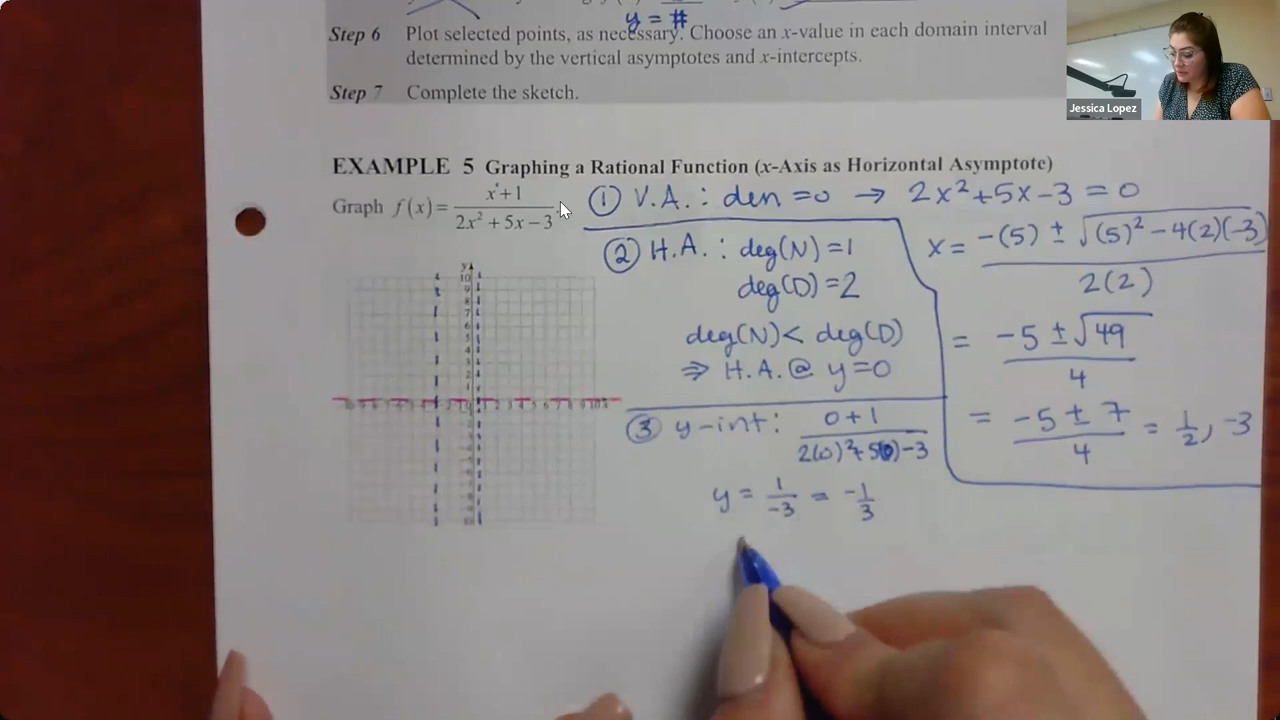 y = #
Step 6 Plot selected points, as necessary. Choose an x-value in each domain interval
determined by the vertical asymptotes and x-intercepts.
Step 7 Complete the sketch.
Jessica Lopez
EXAMPLE 5 Graphing a Rational Function (x-Axis as Horizontal Asymptote)
Graph f(x) = (x¹+1)/(2x² + 5x − 3).
① V.A.: den = 0 → 2x² + 5x − 3 = 0
x = (−(5) ± √((5)² − 4(2)(−3)))/(2(2))
= (−5 ± √49)/4
= (−5 ± 7)/4 = 1/2, −3
② H.A.: deg(N) = 1
deg(D) = 2
deg(N) < deg(D)
⇒ H.A. @ y = 0
③ y-int: (0+1)/(2(0)² + 5(0) − 3)
y = 1/−3 = −1/3